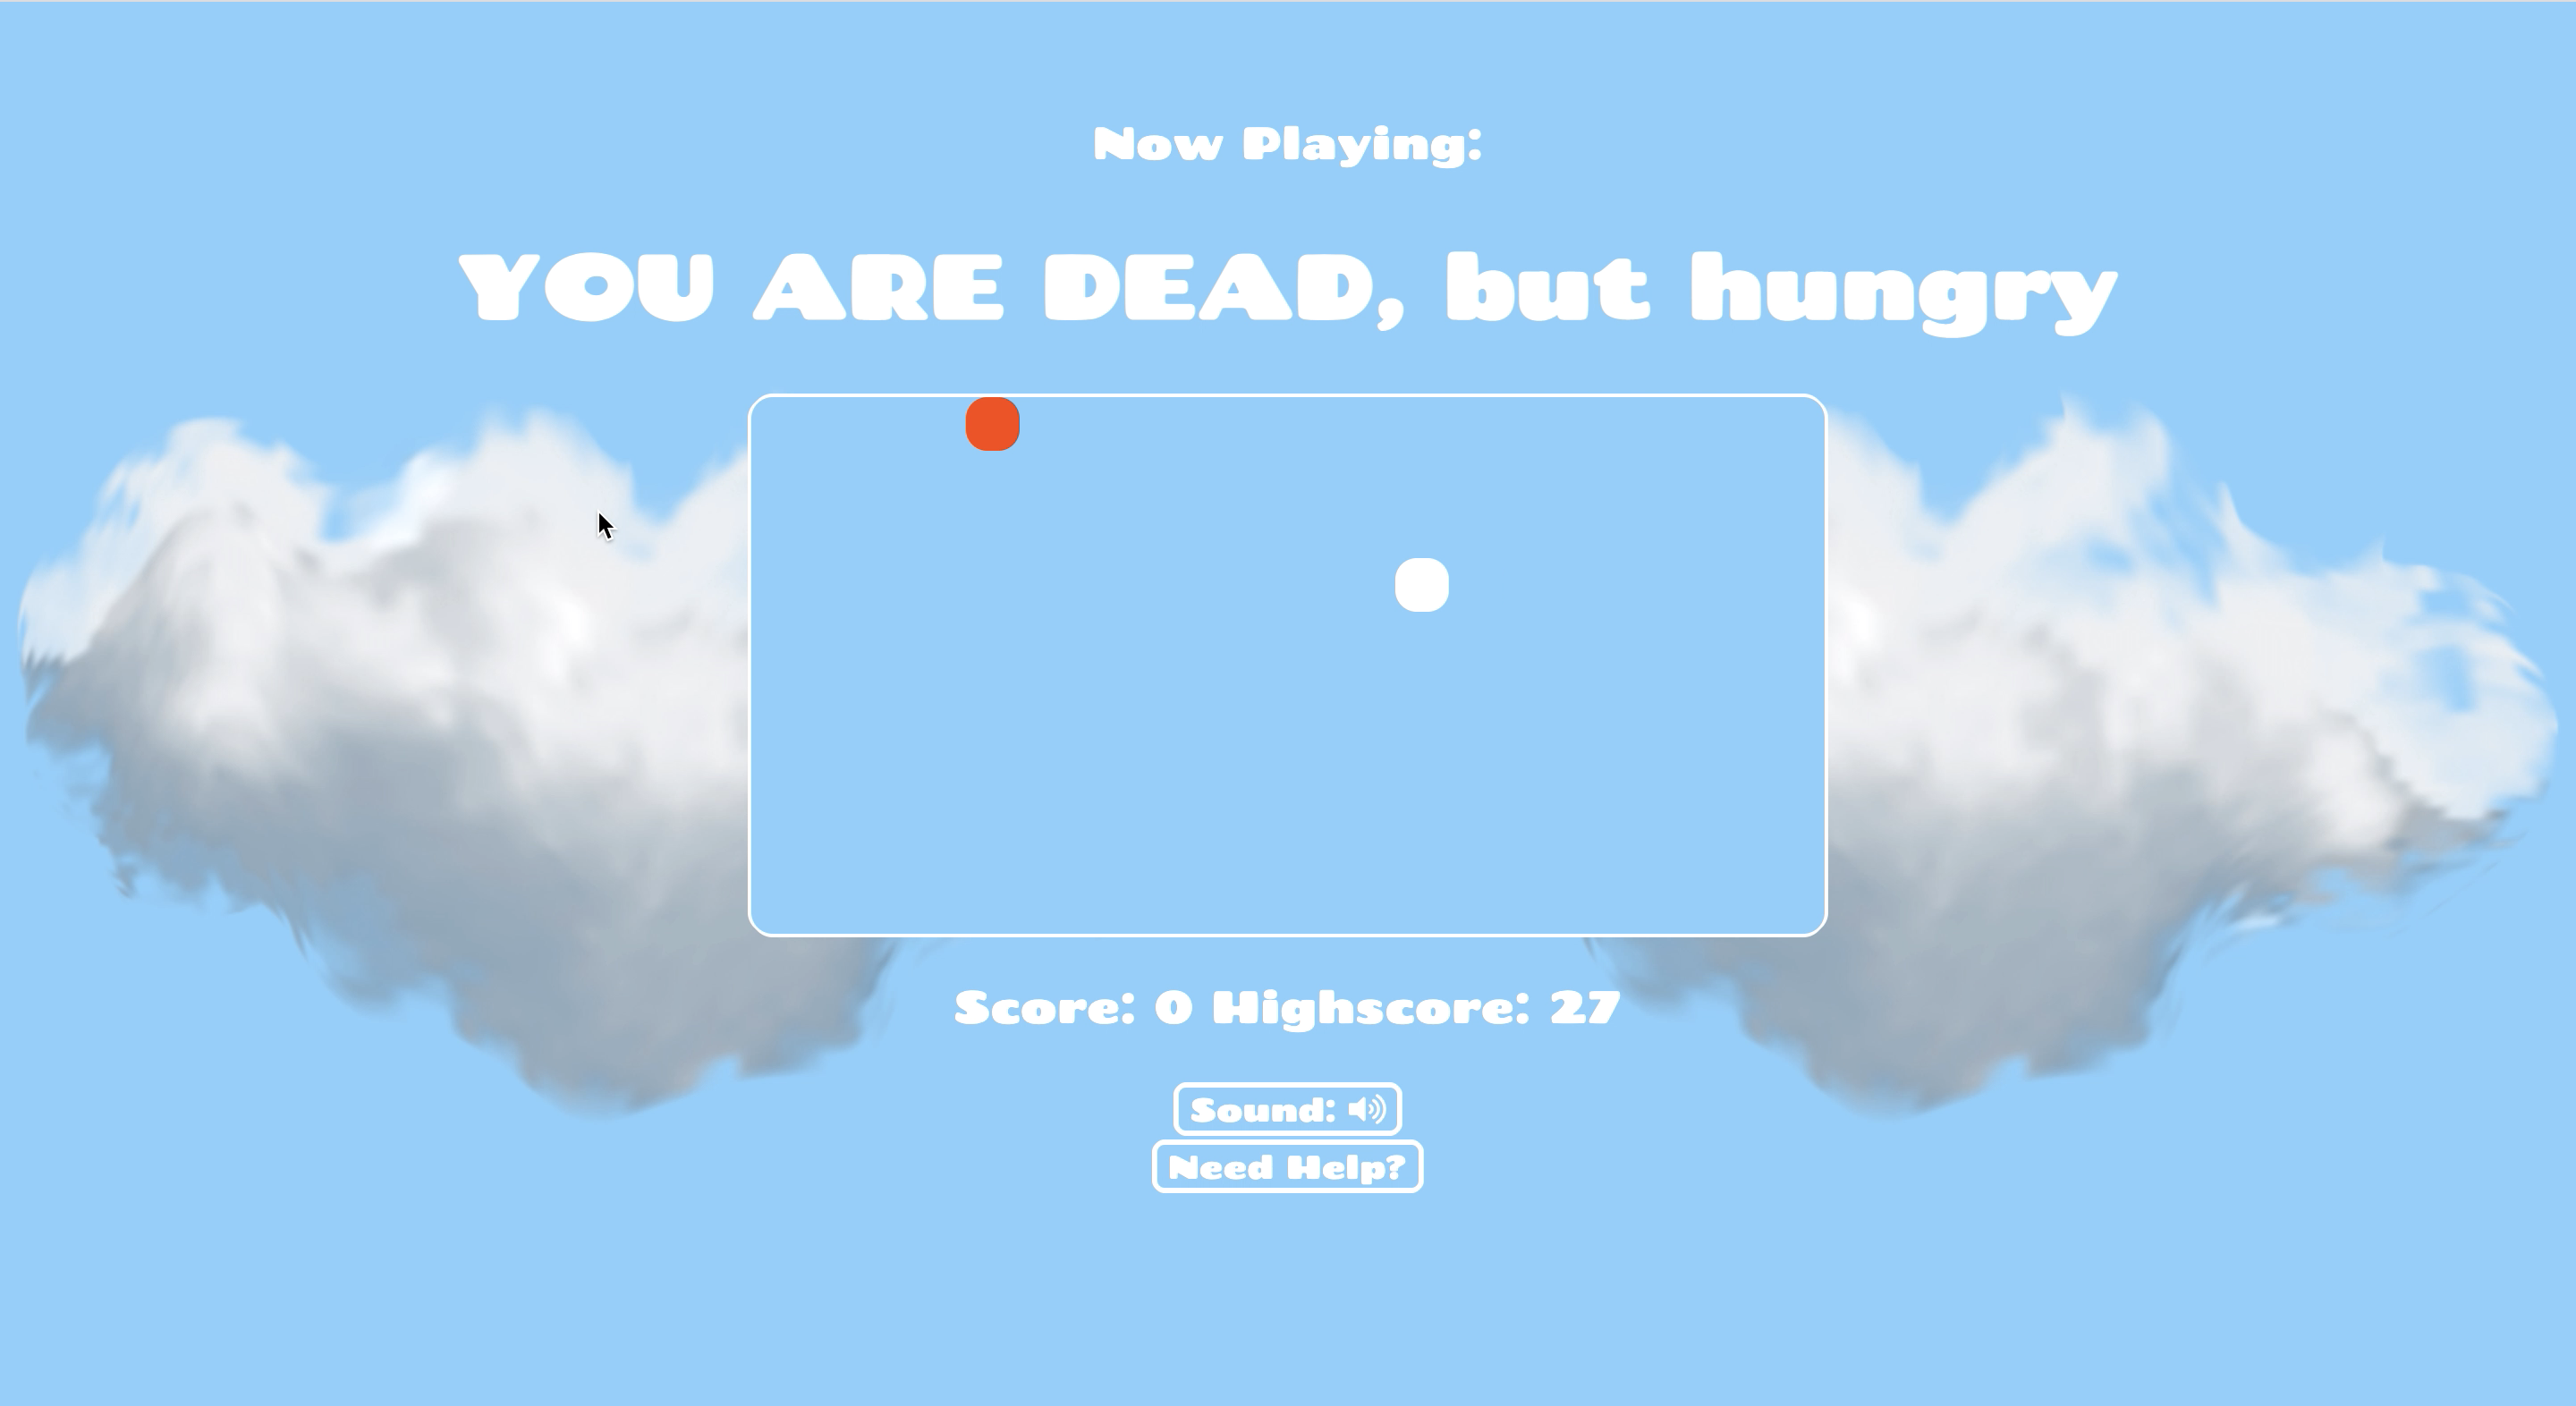 Now Playing:
YOU ARE DEAD, but hungry
Score: 0 Highscore: 27
Sound:
Need Help?